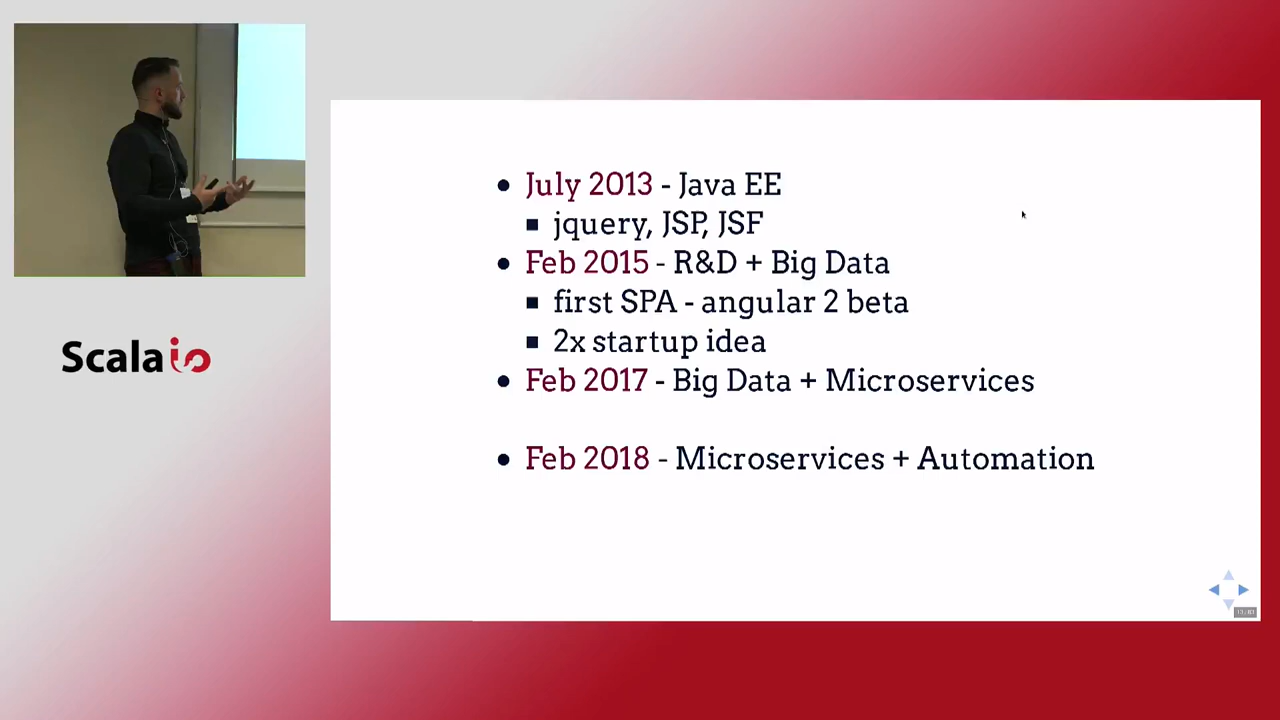 Scala io
• July 2013 - Java EE
▪ jquery, JSP, JSF
• Feb 2015 - R&D + Big Data
▪ first SPA - angular 2 beta
▪ 2x startup idea
• Feb 2017 - Big Data + Microservices
• Feb 2018 - Microservices + Automation